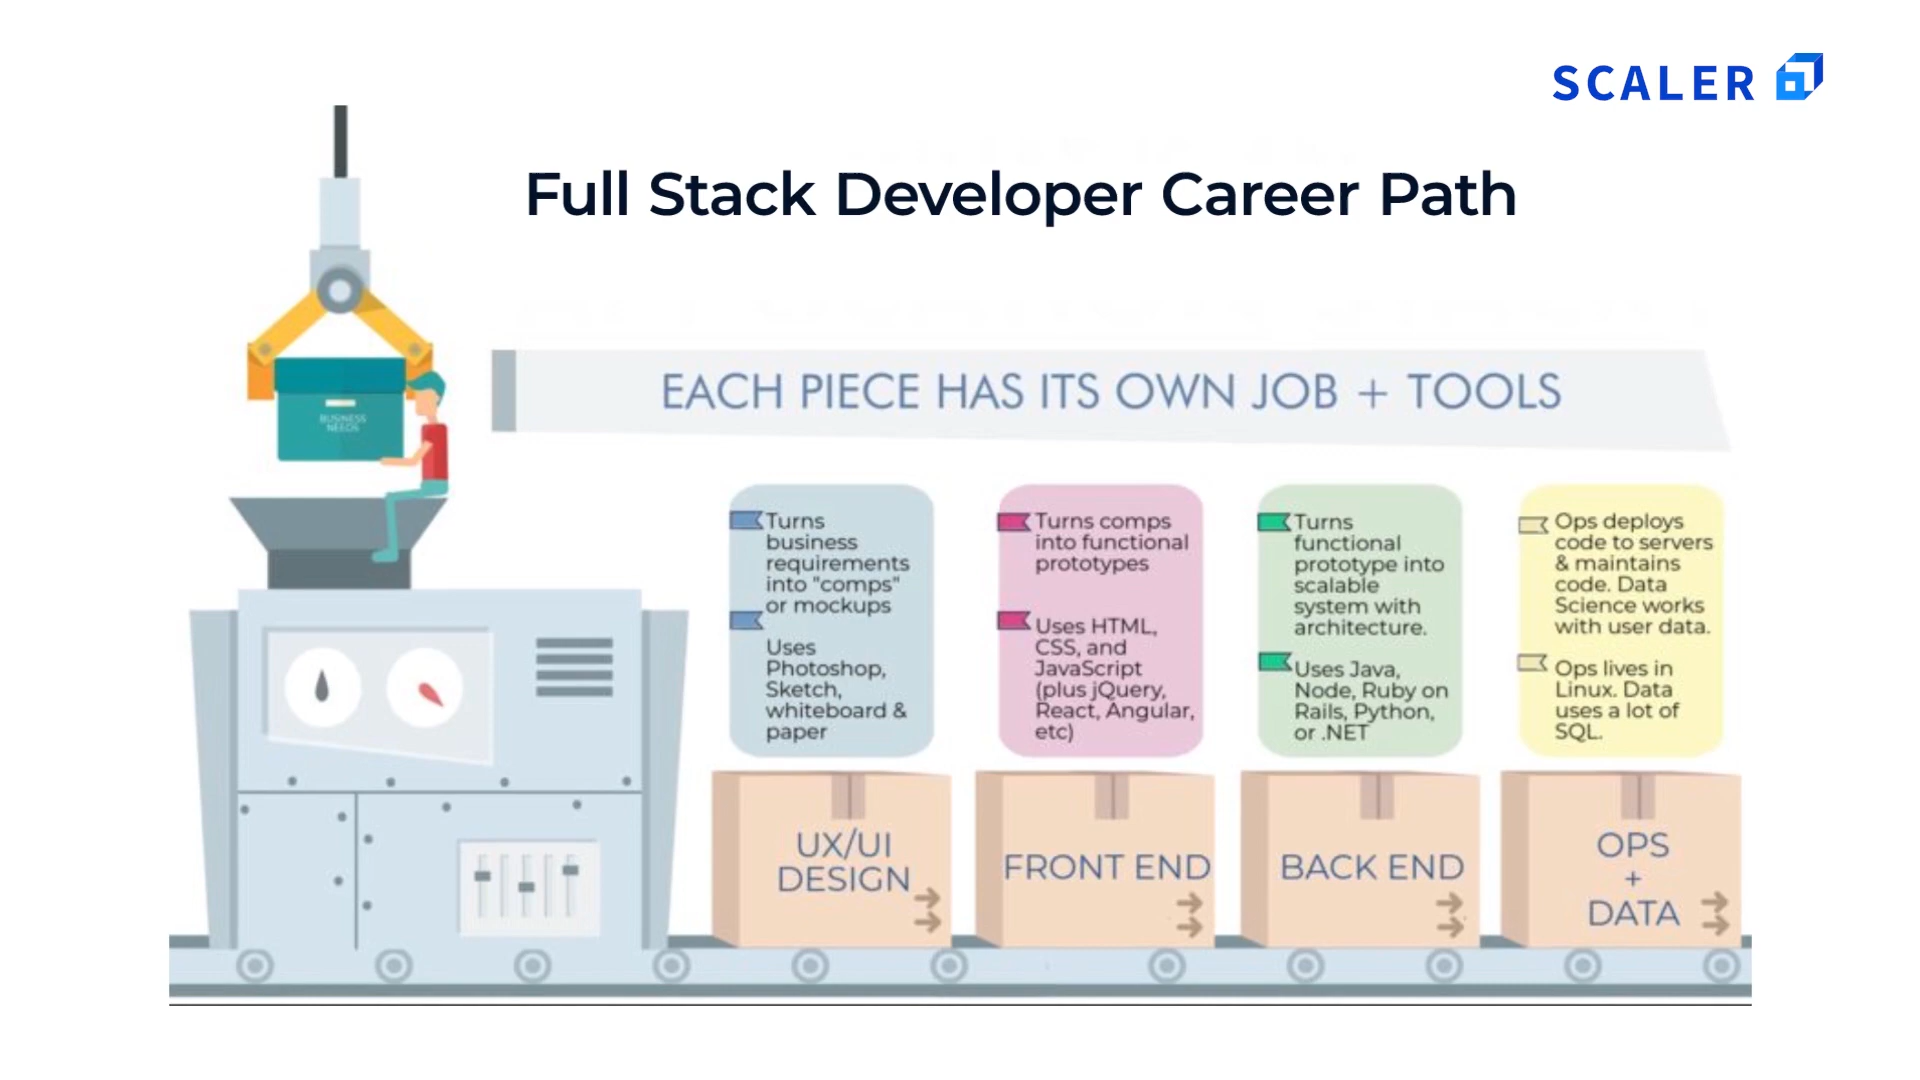 SCALER
Full Stack Developer Career Path
EACH PIECE HAS ITS OWN JOB + TOOLS
BUSINESS
NEEDS
Turns
business
requirements
into "comps"
or mockups
Uses
Photoshop,
Sketch,
whiteboard &
paper
Turns comps
into functional
prototypes
Uses HTML,
CSS, and
JavaScript
(plus jQuery,
React, Angular,
etc)
Turns
functional
prototype into
scalable
system with
architecture.
Uses Java,
Node, Ruby on
Rails, Python,
or .NET
Ops deploys
code to servers
& maintains
code. Data
Science works
with user data.
Ops lives in
Linux. Data
uses a lot of
SQL.
UX/UI
DESIGN
FRONT END
BACK END
OPS
+
DATA